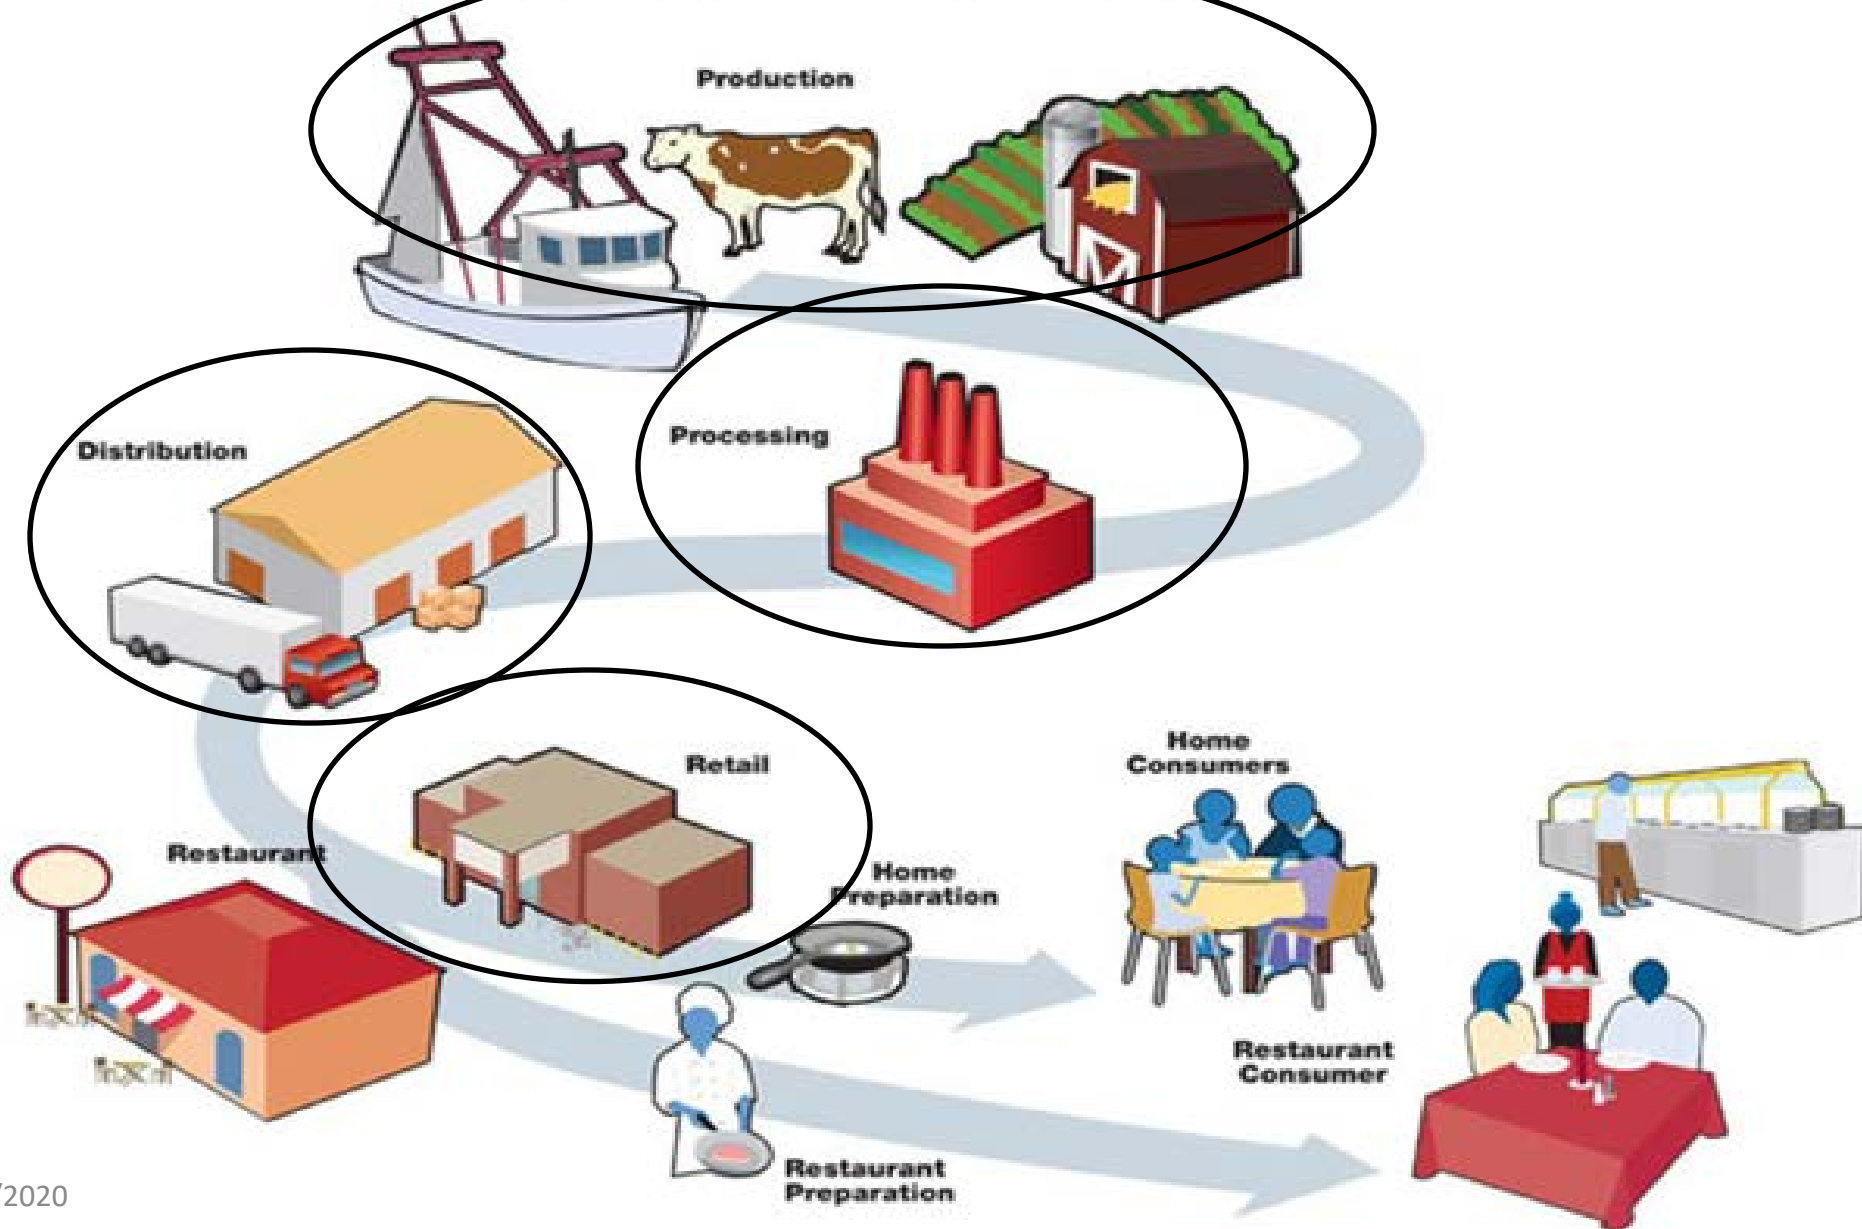 Production
Processing
Distribution
Retail
Restaurant
Home
Preparation
Home
Consumers
Restaurant
Consumer
Restaurant
Preparation
/2020